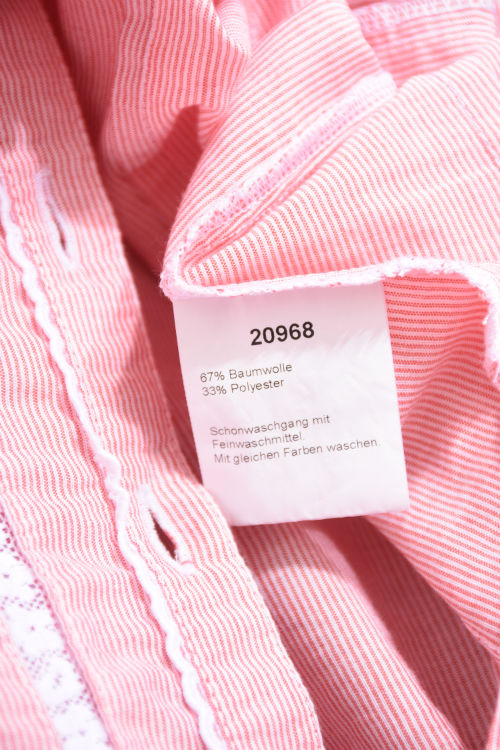 20968
67% Baumwolle
33% Polyester
Schonwaschgang mit
Feinwaschmittel.
Mit gleichen Farben waschen.